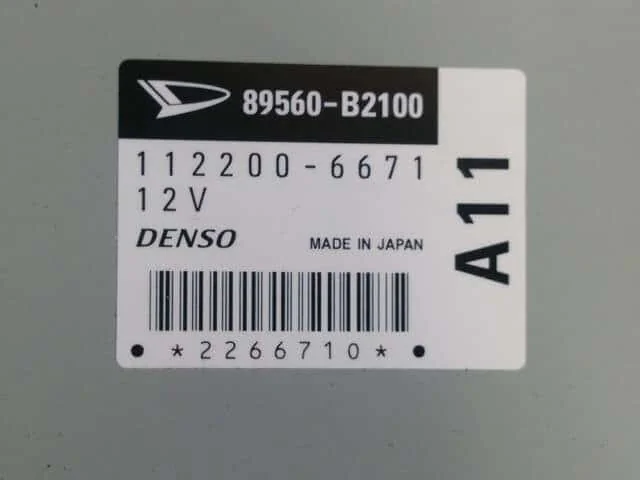 89560-B2100
112200-6671
12V
DENSO
MADE IN JAPAN
*2266710*
A11